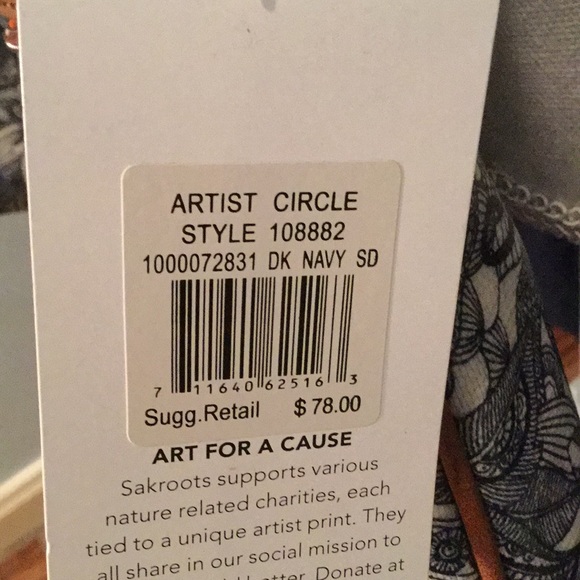 ARTIST CIRCLE
STYLE 108882
1000072831 DK NAVY SD
7 11640 62516 3
Sugg.Retail $78.00
ART FOR A CAUSE
Sakroots supports various
nature related charities, each
tied to a unique artist print. They
all share in our social mission to
Donate at